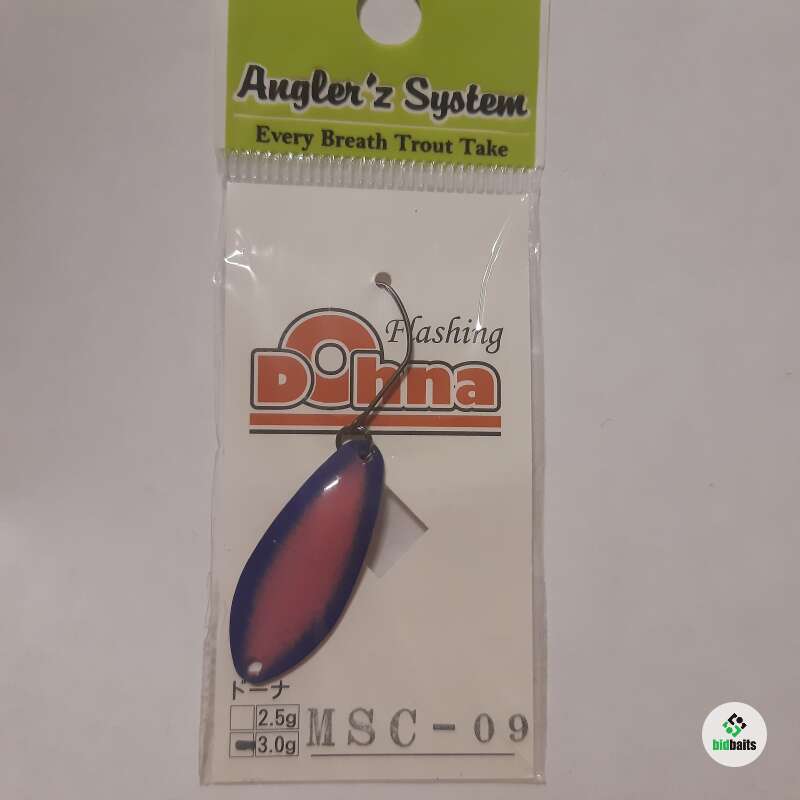 Angler'z System
Every Breath Trout Take
Flashing
Dohna
ドーナ
2.5g
3.0g
MSC-09
bidbaits